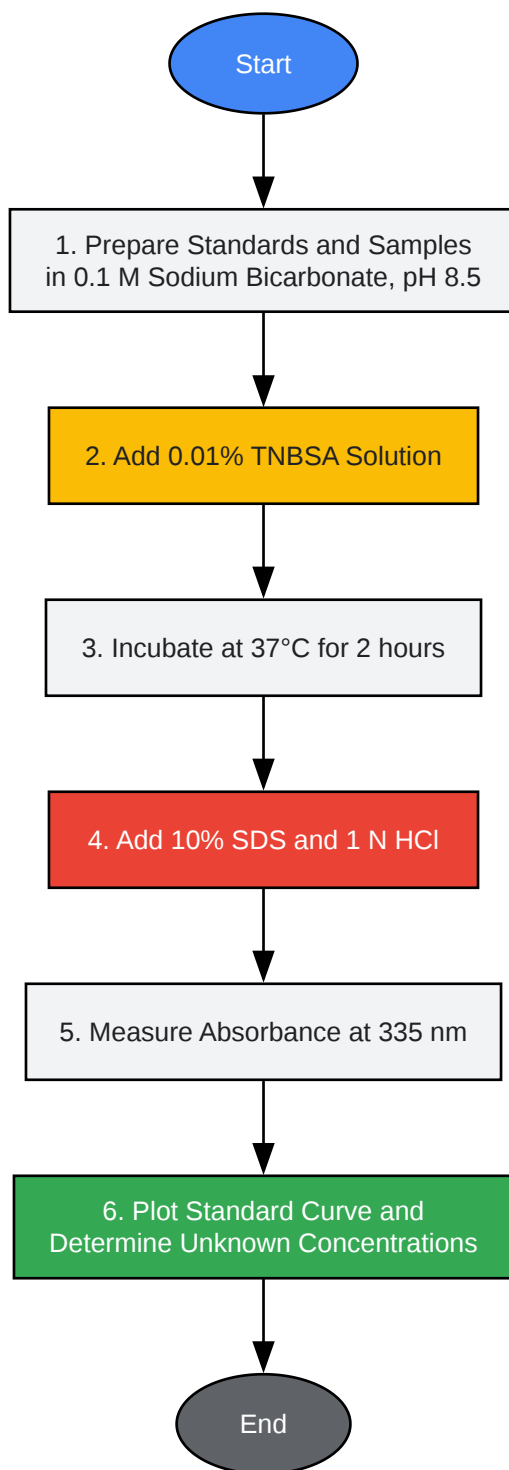 Start
1. Prepare Standards and Samples
in 0.1 M Sodium Bicarbonate, pH 8.5
2. Add 0.01% TNBSA Solution
3. Incubate at 37°C for 2 hours
4. Add 10% SDS and 1 N HCl
5. Measure Absorbance at 335 nm
6. Plot Standard Curve and
Determine Unknown Concentrations
End